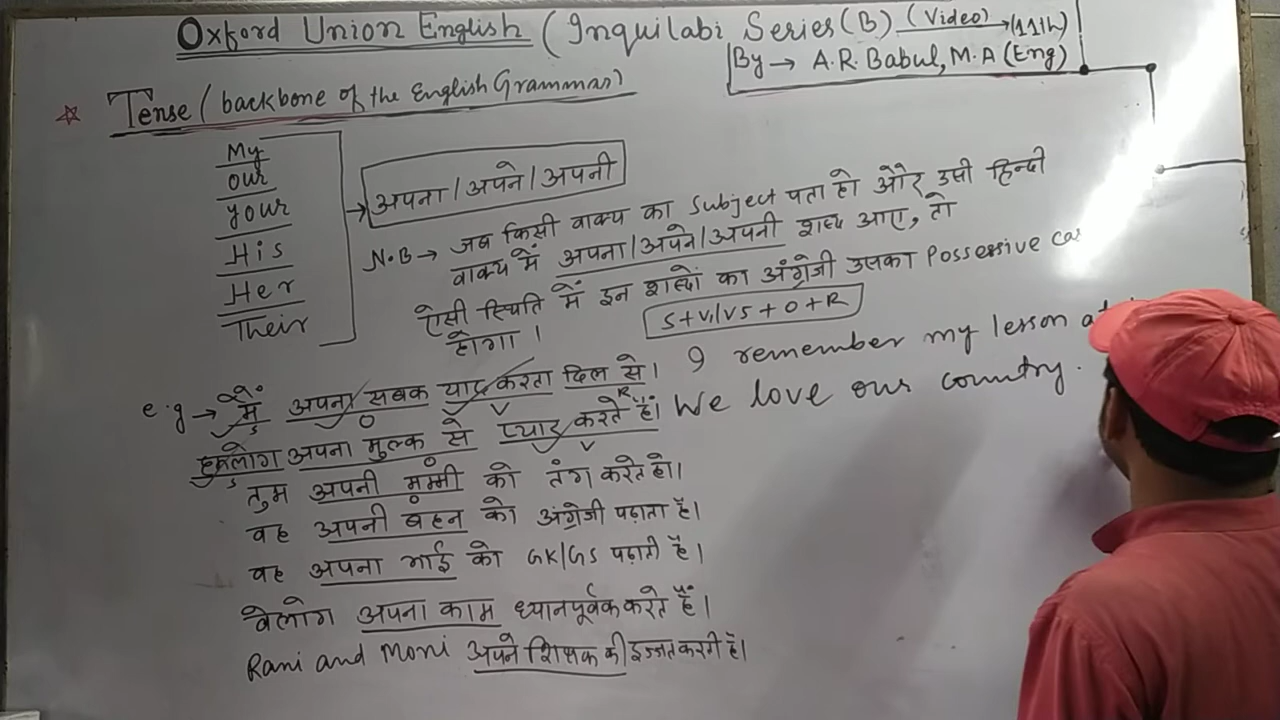 Oxford Union English (Inquilabi Series (B) (Video) → (11th)
By → A.R. Babul, M.A (Eng)
Tense (backbone of the English Grammar)
My
our
your
His
Her
Their
→ अपना/अपने/अपनी
N.B → जब किसी वाक्य का Subject पता हो और उसी हिन्दी
वाक्य में अपना/अपने/अपनी शब्द आए, तो
ऐसी स्थिति में इन शब्दों का अंग्रेजी उसका Possessive
होगा।
S+V1/V5+O+R
e.g → मैं अपना सबक याद करता दिल से। I remember my lesson
S O V R
हमलोग अपना मुल्क से प्यार करते हैं। We love our country.
S O V
तुम अपनी मम्मी को तंग करते हो।
वह अपनी बहन को अंग्रेजी पढ़ाता है।
वह अपना भाई को GK/GS पढ़ाती है।
वेलोग अपना काम ध्यानपूर्वक करते हैं।
Rani and Moni अपने शिक्षक की इज्जत करती है।